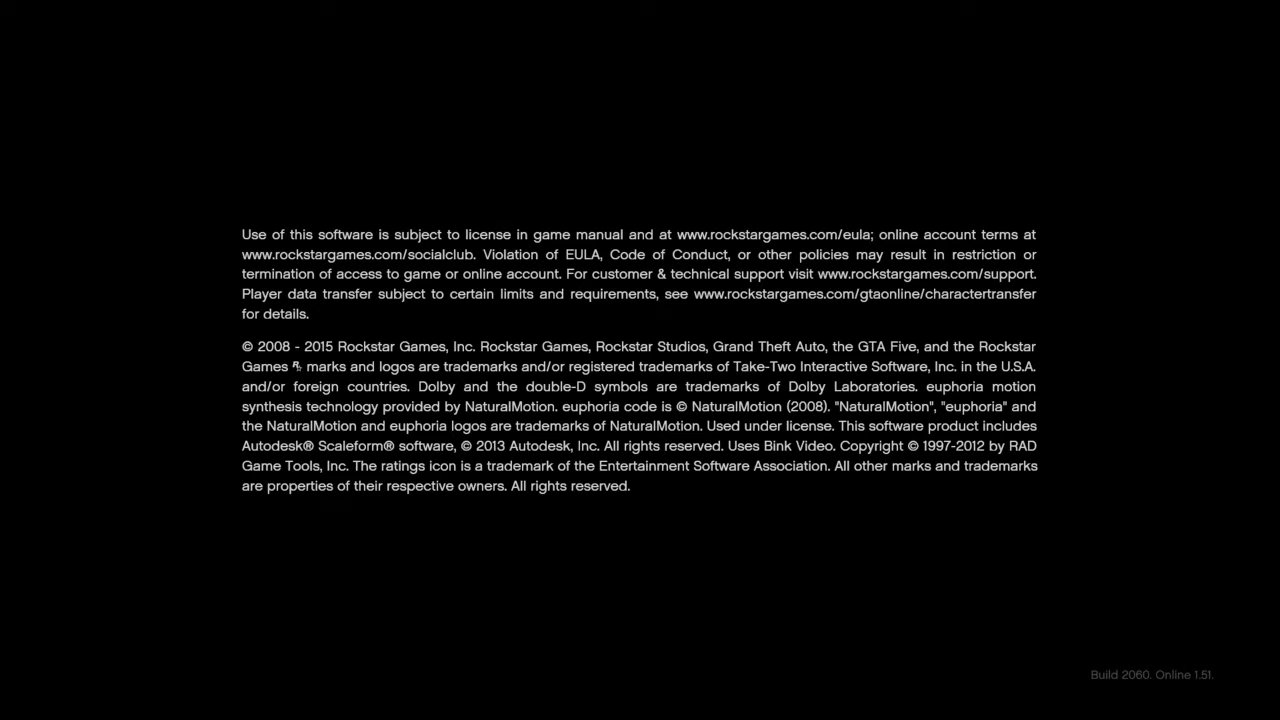 Use of this software is subject to license in game manual and at www.rockstargames.com/eula; online account terms at
www.rockstargames.com/socialclub. Violation of EULA, Code of Conduct, or other policies may result in restriction or
termination of access to game or online account. For customer & technical support visit www.rockstargames.com/support.
Player data transfer subject to certain limits and requirements, see www.rockstargames.com/gtaonline/charactertransfer
for details.
© 2008 - 2015 Rockstar Games, Inc. Rockstar Games, Rockstar Studios, Grand Theft Auto, the GTA Five, and the Rockstar
Games R* marks and logos are trademarks and/or registered trademarks of Take-Two Interactive Software, Inc. in the U.S.A.
and/or foreign countries. Dolby and the double-D symbols are trademarks of Dolby Laboratories. euphoria motion
synthesis technology provided by NaturalMotion. euphoria code is © NaturalMotion (2008). "NaturalMotion", "euphoria" and
the NaturalMotion and euphoria logos are trademarks of NaturalMotion. Used under license. This software product includes
Autodesk® Scaleform® software, © 2013 Autodesk, Inc. All rights reserved. Uses Bink Video. Copyright © 1997-2012 by RAD
Game Tools, Inc. The ratings icon is a trademark of the Entertainment Software Association. All other marks and trademarks
are properties of their respective owners. All rights reserved.
Build 2060. Online 1.51.